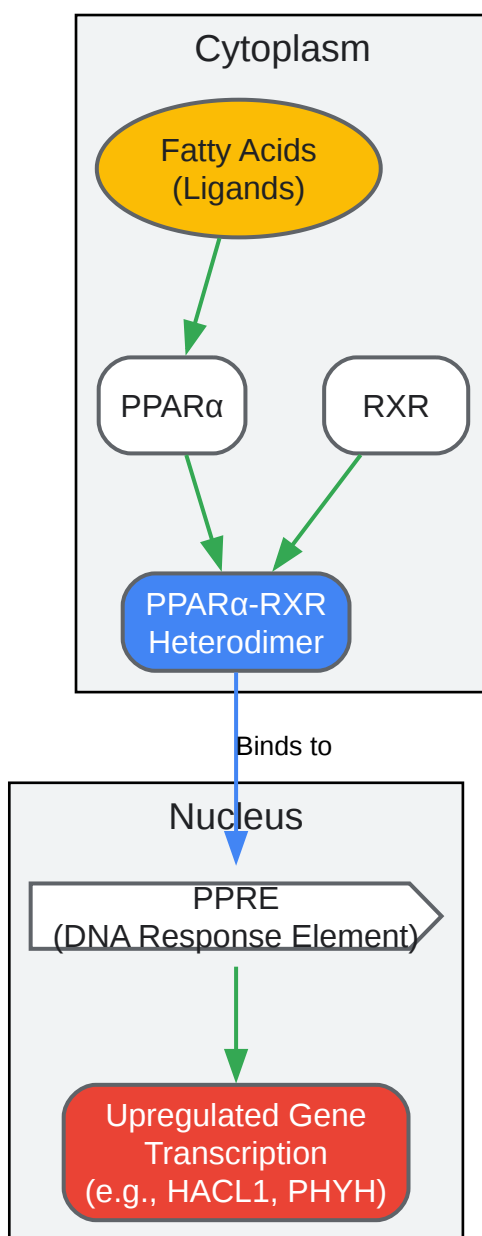 Cytoplasm
Fatty Acids
(Ligands)
PPARα
RXR
PPARα-RXR
Heterodimer
Binds to
Nucleus
PPRE
(DNA Response Element)
Upregulated Gene
Transcription
(e.g., HACL1, PHYH)